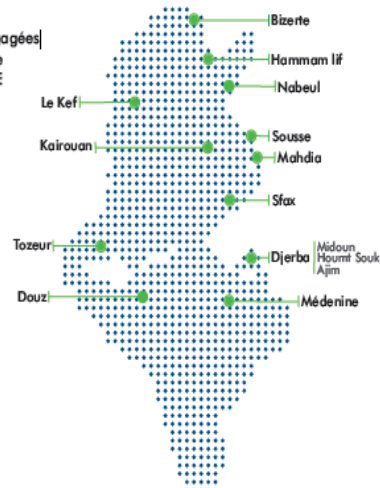 agées
Bizerte
e
Hammam lif
E
Nabeul
Le Kef
Sousse
Kairouan
Mahdia
Sfax
Tozeur
Djerba
Midoun
Houmt Souk
Ajim
Douz
Médenine